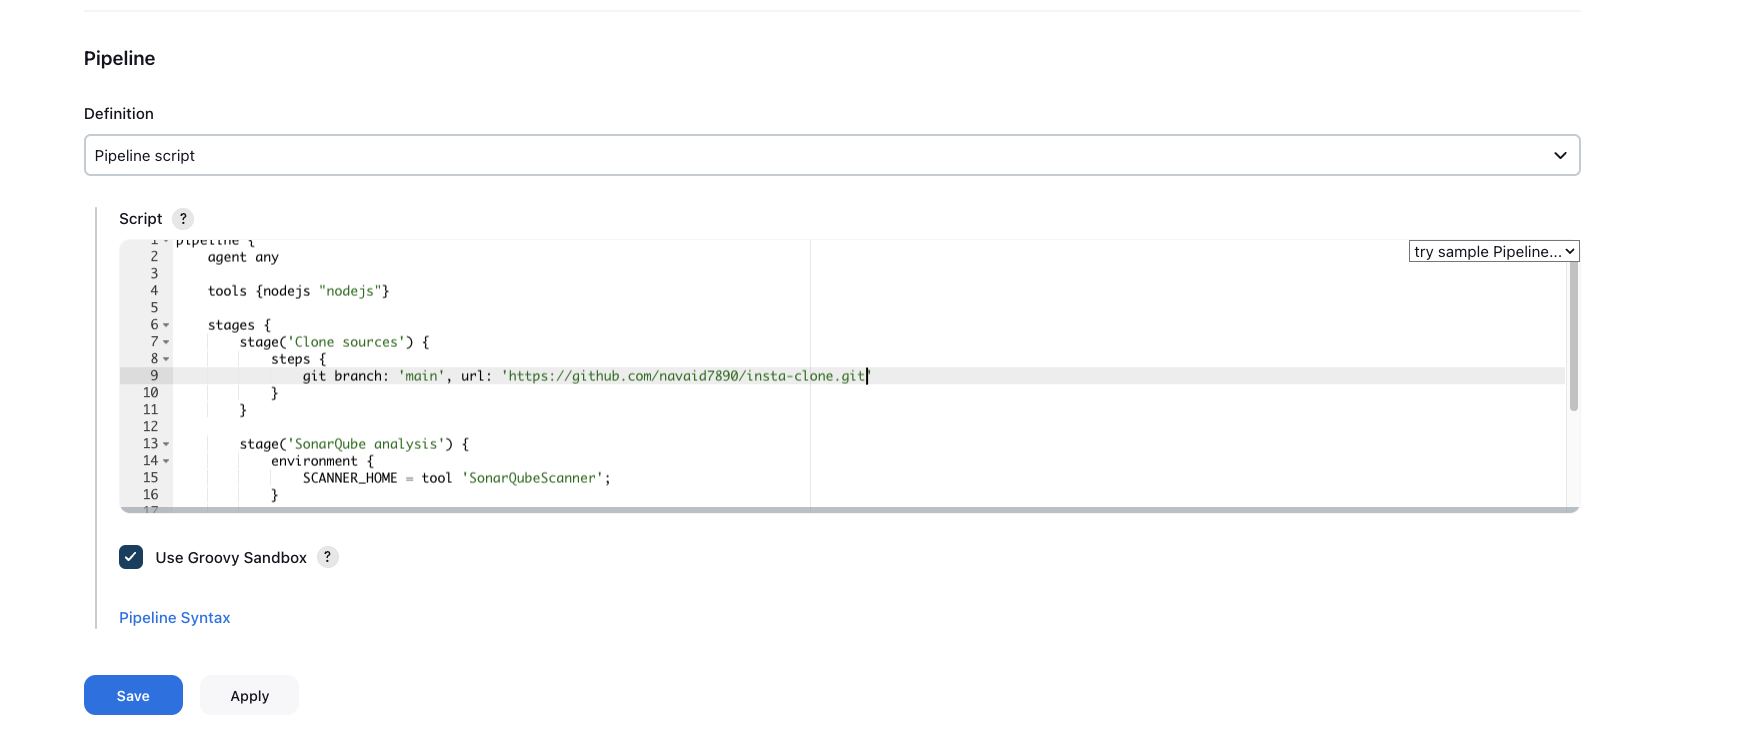 Pipeline
Definition
Pipeline script
Script ?
try sample Pipeline...
1 pipeline {
2 agent any
3
4 tools {nodejs "nodejs"}
5
6 stages {
7 stage('Clone sources') {
8 steps {
9 git branch: 'main', url: 'https://github.com/navaid7890/insta-clone.git'
10 }
11 }
12
13 stage('SonarQube analysis') {
14 environment {
15 SCANNER_HOME = tool 'SonarQubeScanner';
16 }
17
Use Groovy Sandbox ?
Pipeline Syntax
Save Apply